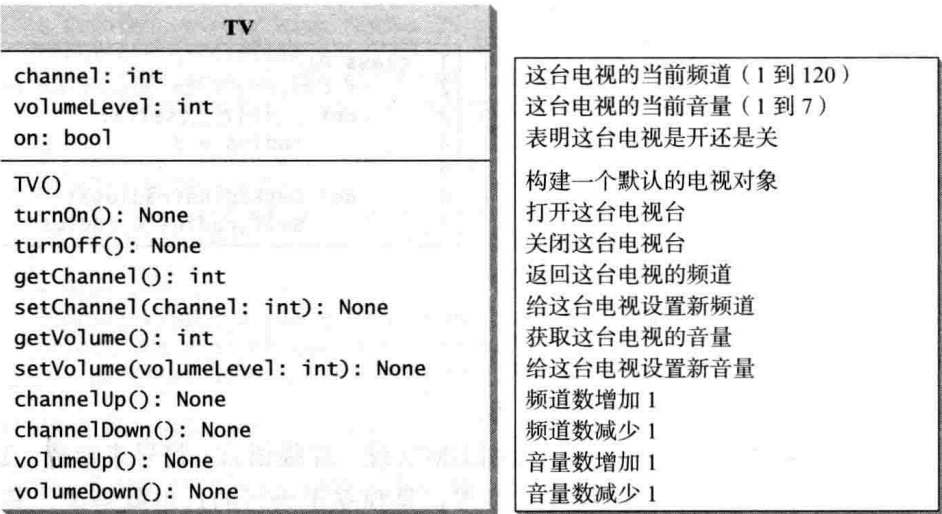 TV
channel: int
volumeLevel: int
on: bool
TV()
turnOn(): None
turnOff(): None
getChannel(): int
setChannel(channel: int): None
getVolume(): int
setVolume(volumeLevel: int): None
channelUp(): None
channelDown(): None
volumeUp(): None
volumeDown(): None
这台电视的当前频道（1 到 120）
这台电视的当前音量（1 到 7）
表明这台电视是开还是关
构建一个默认的电视对象
打开这台电视台
关闭这台电视台
返回这台电视的频道
给这台电视设置新频道
获取这台电视的音量
给这台电视设置新音量
频道数增加 1
频道数减少 1
音量数增加 1
音量数减少 1